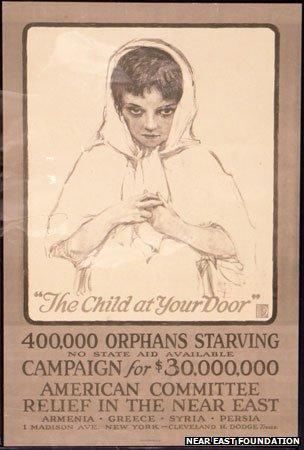 "The Child at Your Door"
400,000 ORPHANS STARVING
NO STATE AID AVAILABLE
CAMPAIGN for $30,000,000
AMERICAN COMMITTEE
RELIEF IN THE NEAR EAST
ARMENIA · GREECE · SYRIA · PERSIA
1 MADISON AVE. NEW YORK — CLEVELAND H. DODGE, Treas.
NEAR EAST FOUNDATION